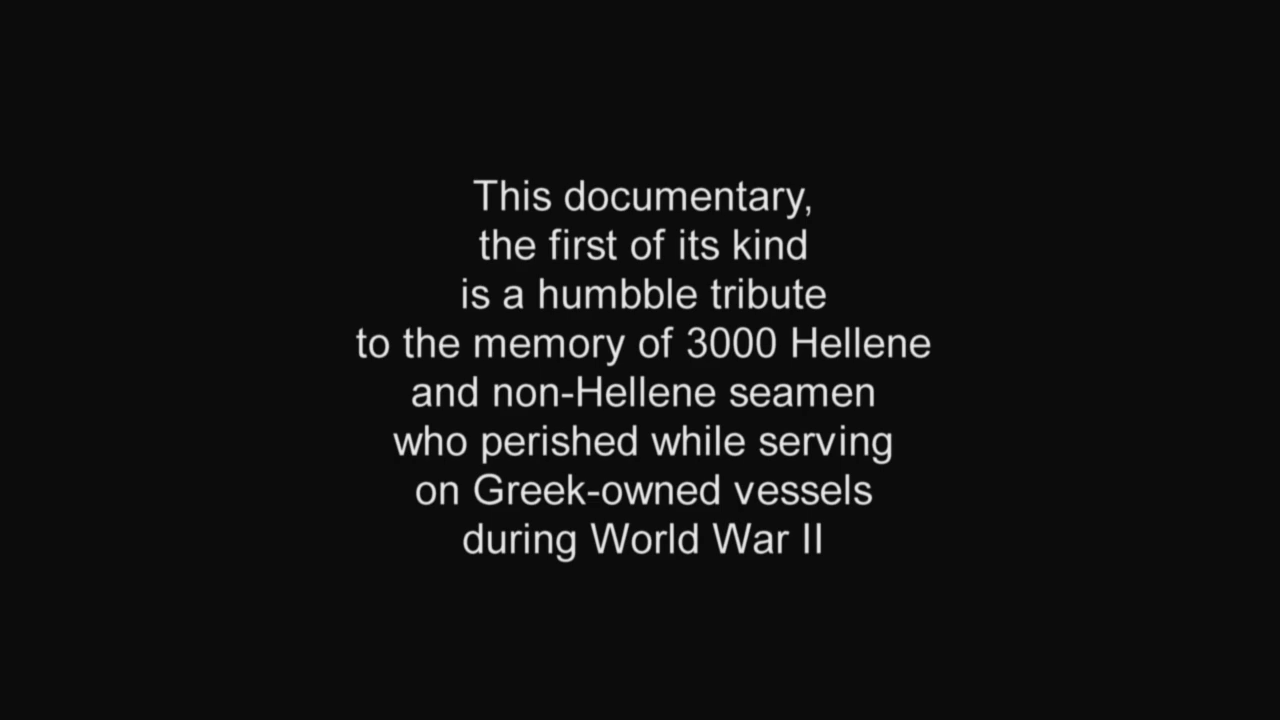 This documentary,
the first of its kind
is a humbble tribute
to the memory of 3000 Hellene
and non-Hellene seamen
who perished while serving
on Greek-owned vessels
during World War II